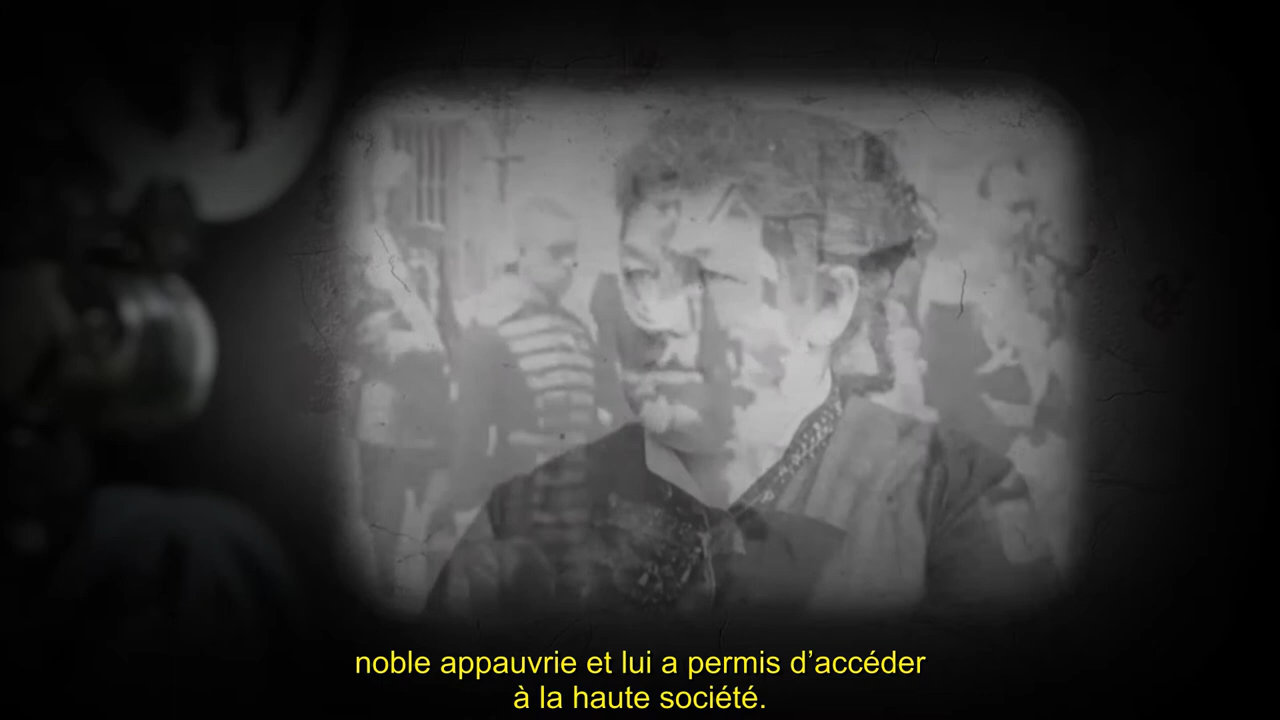 noble appauvrie et lui a permis d’accéder
à la haute société.